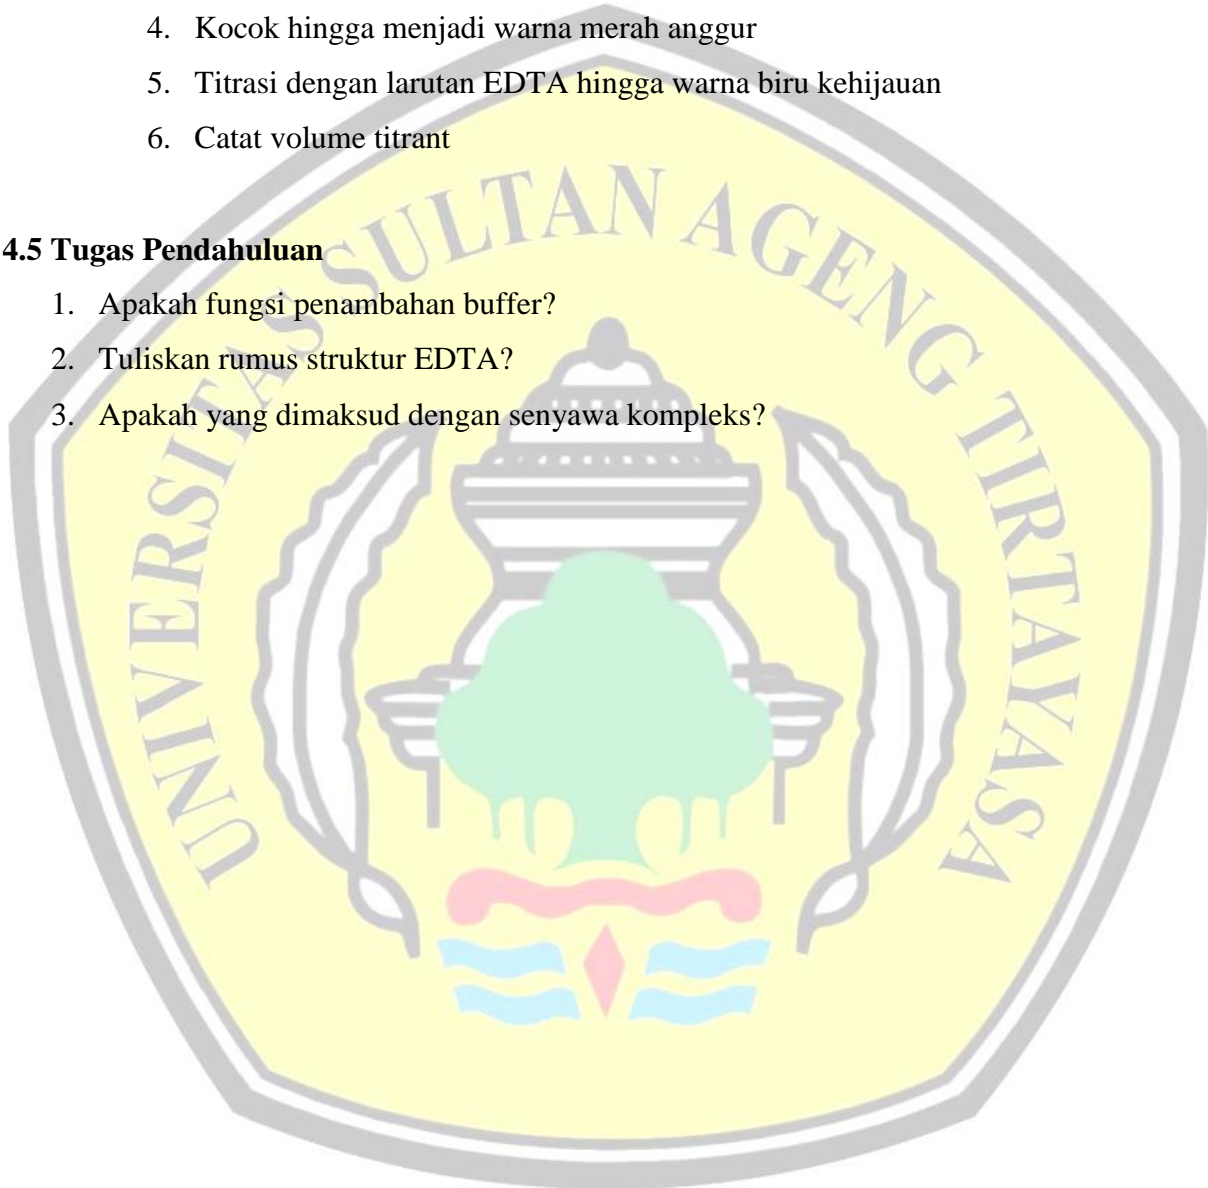 4. Kocok hingga menjadi warna merah anggur
5. Titrasi dengan larutan EDTA hingga warna biru kehijauan
6. Catat volume titrant
4.5 Tugas Pendahuluan
1. Apakah fungsi penambahan buffer?
2. Tuliskan rumus struktur EDTA?
3. Apakah yang dimaksud dengan senyawa kompleks?
UNIVERSITAS SULTAN AGENG TIRTAYASA